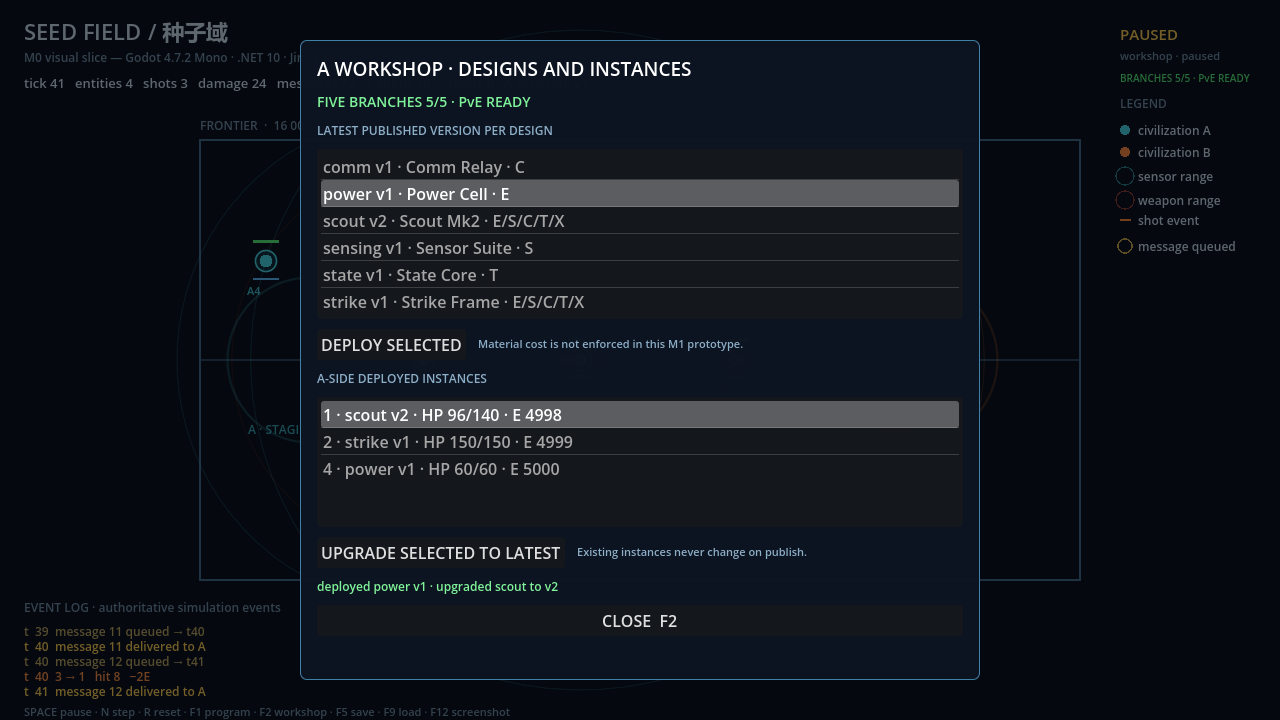 SEED FIELD / 种子域
M0 visual slice — Godot 4.7.2 Mono · .NET 10 · Ji
tick 41 entities 4 shots 3 damage 24 mes
FRONTIER · 16 00
A4
A · STAGI
A WORKSHOP · DESIGNS AND INSTANCES
FIVE BRANCHES 5/5 · PvE READY
LATEST PUBLISHED VERSION PER DESIGN
comm v1 · Comm Relay · C
power v1 · Power Cell · E
scout v2 · Scout Mk2 · E/S/C/T/X
sensing v1 · Sensor Suite · S
state v1 · State Core · T
strike v1 · Strike Frame · E/S/C/T/X
DEPLOY SELECTED Material cost is not enforced in this M1 prototype.
A-SIDE DEPLOYED INSTANCES
1 · scout v2 · HP 96/140 · E 4998
2 · strike v1 · HP 150/150 · E 4999
4 · power v1 · HP 60/60 · E 5000
UPGRADE SELECTED TO LATEST Existing instances never change on publish.
deployed power v1 · upgraded scout to v2
CLOSE F2
PAUSED
workshop · paused
BRANCHES 5/5 · PvE READY
LEGEND
civilization A
civilization B
sensor range
weapon range
shot event
message queued
EVENT LOG · authoritative simulation events
t 39 message 11 queued → t40
t 40 message 11 delivered to A
t 40 message 12 queued → t41
t 40 3 → 1 hit 8 −2E
t 41 message 12 delivered to A
SPACE pause · N step · R reset · F1 program · F2 workshop · F5 save · F9 load · F12 screenshot